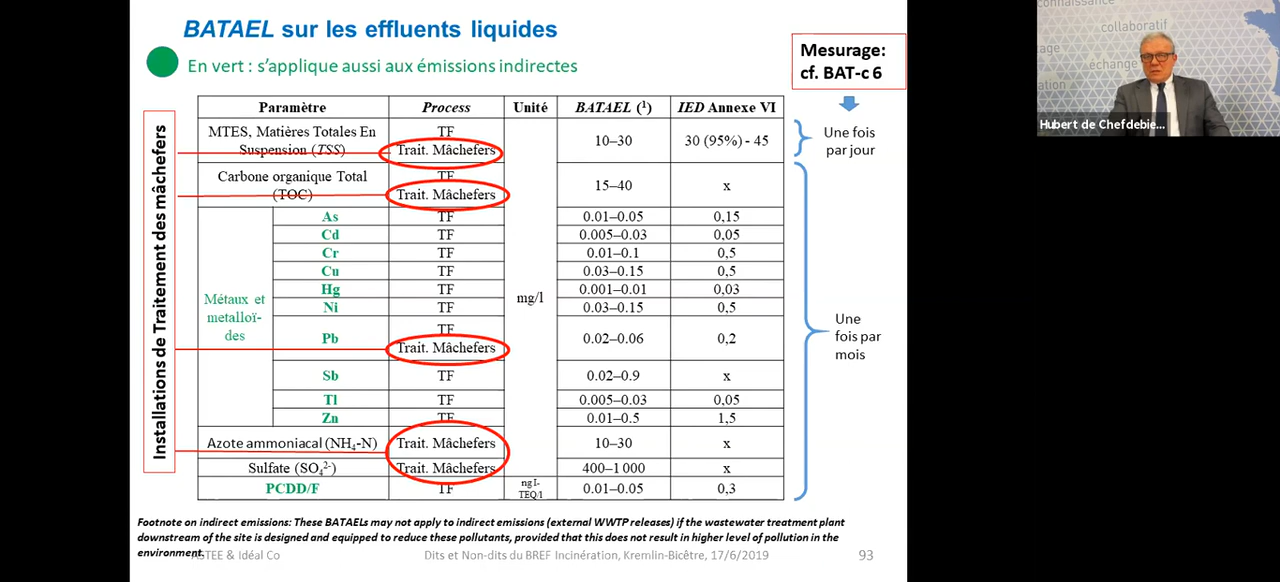 BATAEL sur les effluents liquides
En vert : s’applique aussi aux émissions indirectes
Mesurage:
cf. BAT-c 6
Installations de Traitement des mâchefers
Paramètre Process Unité BATAEL (¹) IED Annexe VI
MTES, Matières Totales En
Suspension (TSS)
TF
Trait. Mâchefers
10–30 30 (95%) - 45
Carbone organique Total
(TOC)
TF
Trait. Mâchefers
15–40 x
Métaux et
metalloï-
des
As TF 0.01–0.05 0,15
Cd TF 0.005–0.03 0,05
Cr TF 0.01–0.1 0,5
Cu TF 0.03–0.15 0,5
Hg TF 0.001–0.01 0,03
mg/l
Ni TF 0.03–0.15 0,5
Pb
TF
Trait. Mâchefers
0.02–0.06 0,2
Sb TF 0.02–0.9 x
Tl TF 0.005–0.03 0,05
Zn TF 0.01–0.5 1,5
Azote ammoniacal (NH₄-N) Trait. Mâchefers 10–30 x
Sulfate (SO₄²⁻) Trait. Mâchefers 400–1 000 x
PCDD/F TF
ng I-
TEQ/l
0.01–0.05 0,3
Une fois
par jour
Une
fois par
mois
Footnote on indirect emissions: These BATAELs may not apply to indirect emissions (external WWTP releases) if the wastewater treatment plant
downstream of the site is designed and equipped to reduce these pollutants, provided that this does not result in higher level of pollution in the
environment.
STEE & Idéal Co Dits et Non-dits du BREF Incinération, Kremlin-Bicêtre, 17/6/2019 93
connaissance
collaboratif
échange
Hubert de Chefdebie...